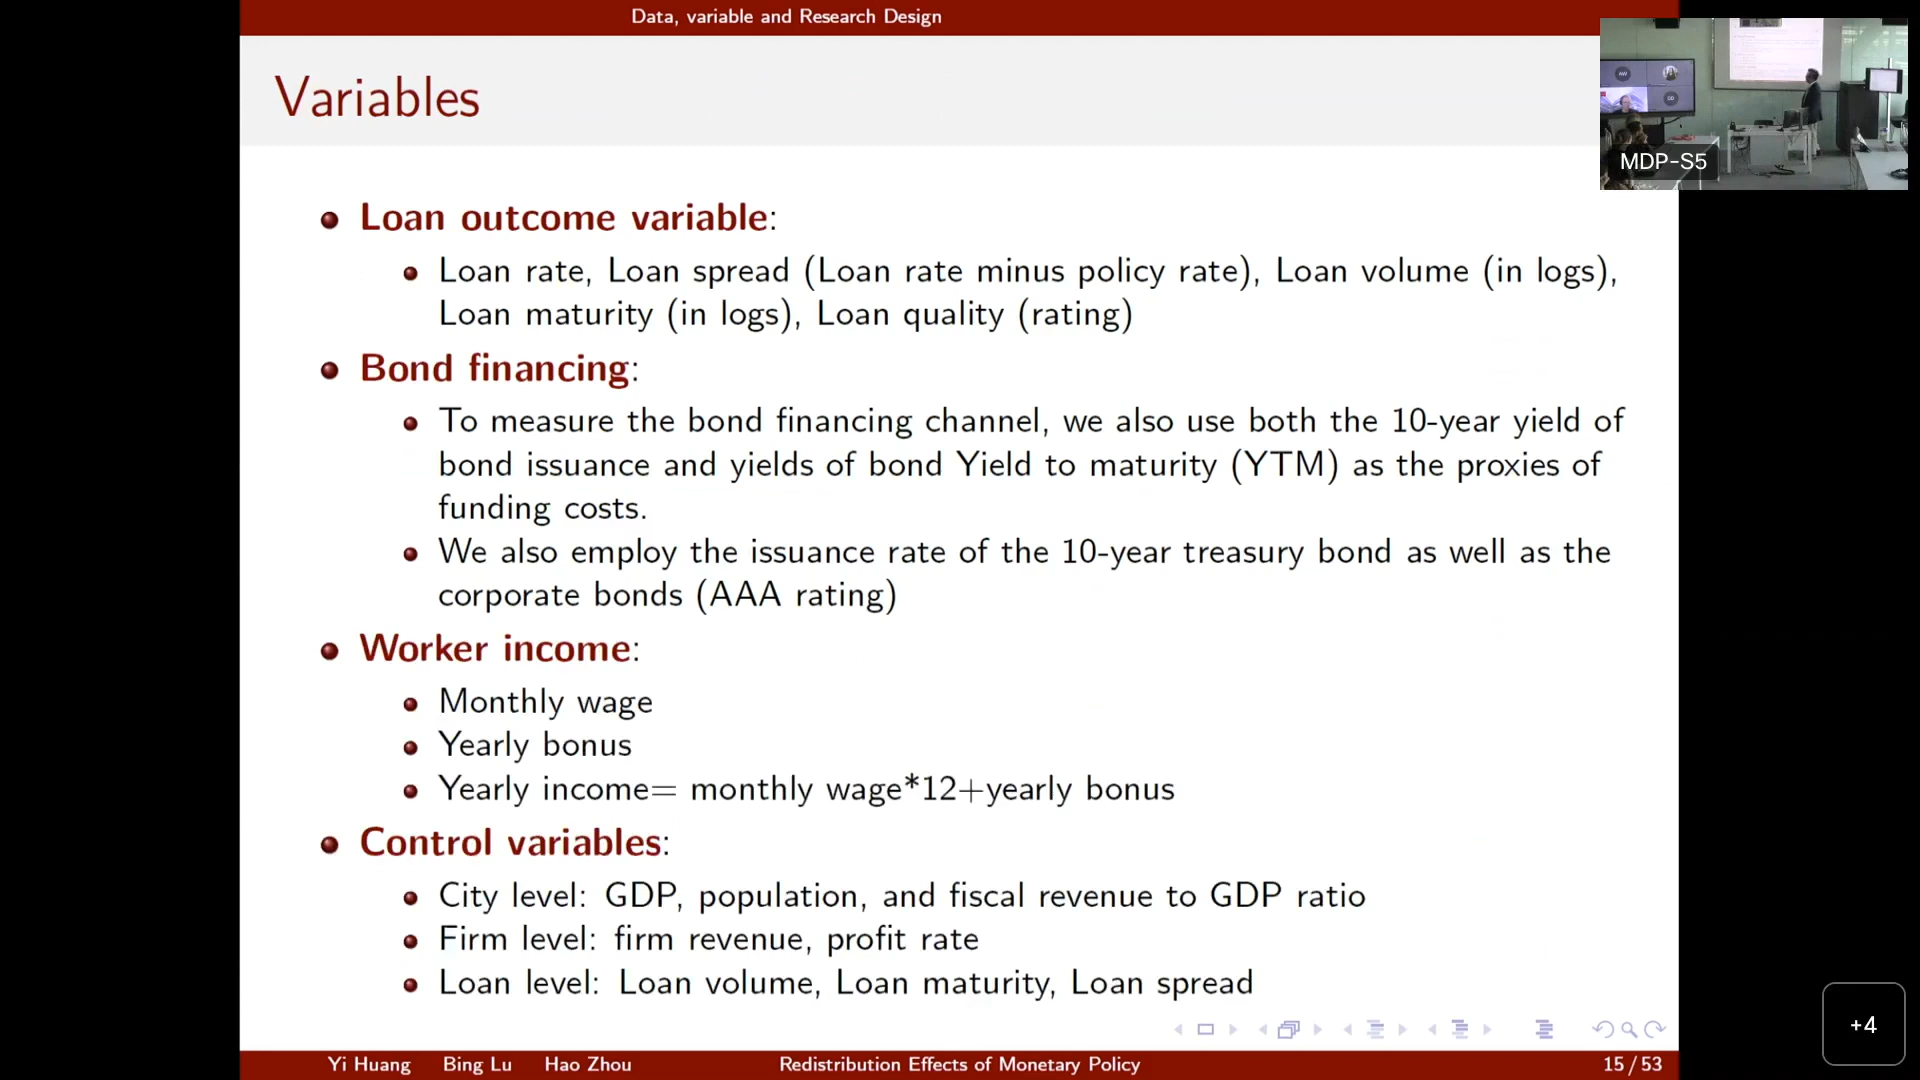 Data, variable and Research Design
Variables
MDP-S5
Loan outcome variable:
Loan rate, Loan spread (Loan rate minus policy rate), Loan volume (in logs),
Loan maturity (in logs), Loan quality (rating)
Bond financing:
To measure the bond financing channel, we also use both the 10-year yield of
bond issuance and yields of bond Yield to maturity (YTM) as the proxies of
funding costs.
We also employ the issuance rate of the 10-year treasury bond as well as the
corporate bonds (AAA rating)
Worker income:
Monthly wage
Yearly bonus
Yearly income= monthly wage*12+yearly bonus
Control variables:
City level: GDP, population, and fiscal revenue to GDP ratio
Firm level: firm revenue, profit rate
Loan level: Loan volume, Loan maturity, Loan spread
+4
Yi Huang Bing Lu Hao Zhou Redistribution Effects of Monetary Policy 15 / 53